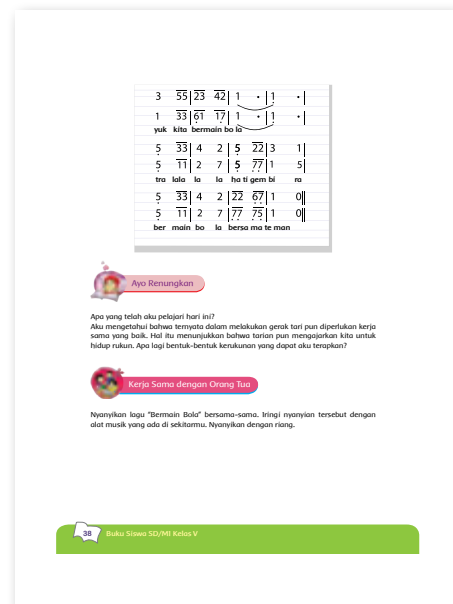 3 55 23 42 1 • 1 •
1 33 61 17 1 • 1 •
yuk kita bermain bo la
5 33 4 2 5 22 3 1
5 11 2 7 5 77 1 5
tra lala la la ha ti gem bi ra
5 33 4 2 22 67 1 0
5 11 2 7 77 75 1 0
ber main bo la bersa ma te man
Ayo Renungkan
Apa yang telah aku pelajari hari ini?
Aku mengetahui bahwa ternyata dalam melakukan gerak tari pun diperlukan kerja
sama yang baik. Hal itu menunjukkan bahwa tarian pun mengajarkan kita untuk
hidup rukun. Apa lagi bentuk-bentuk kerukunan yang dapat aku terapkan?
Kerja Sama dengan Orang Tua
Nyanyikan lagu "Bermain Bola" bersama-sama. Iringi nyanyian tersebut dengan
alat musik yang ada di sekitarmu. Nyanyikan dengan riang.
38 Buku Siswa SD/MI Kelas V